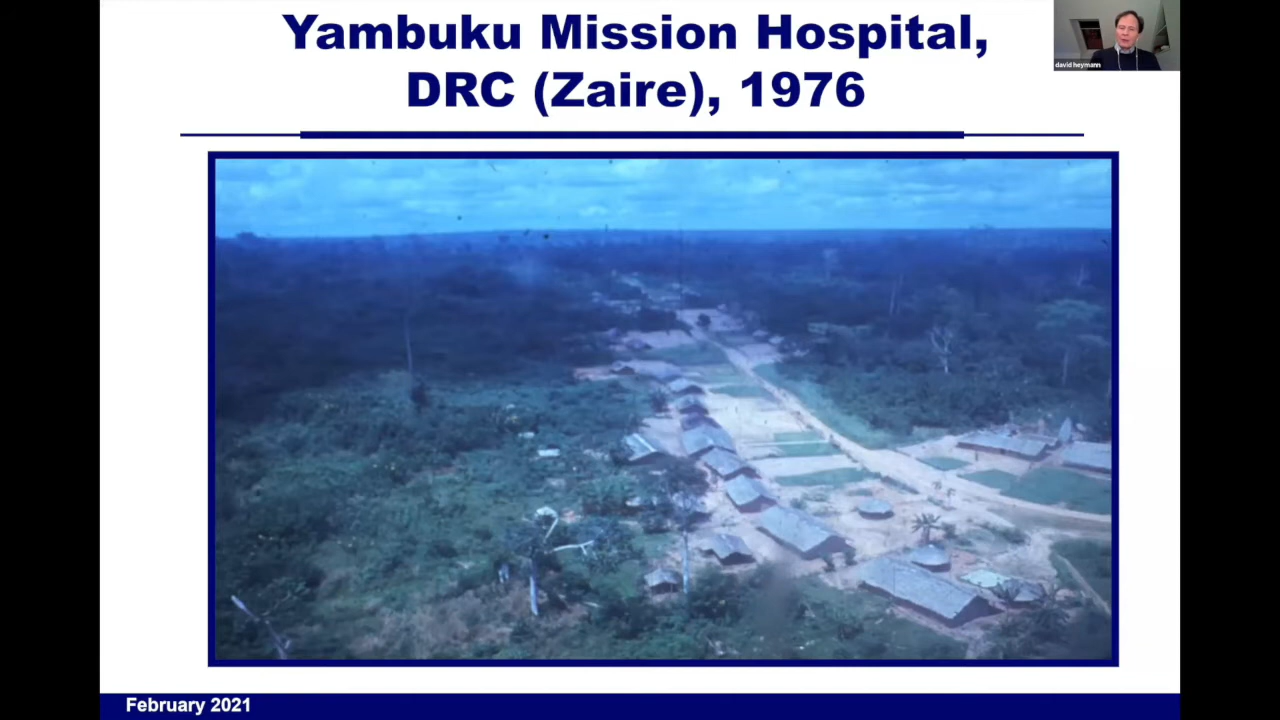 Yambuku Mission Hospital,
DRC (Zaire), 1976
david heymann
February 2021